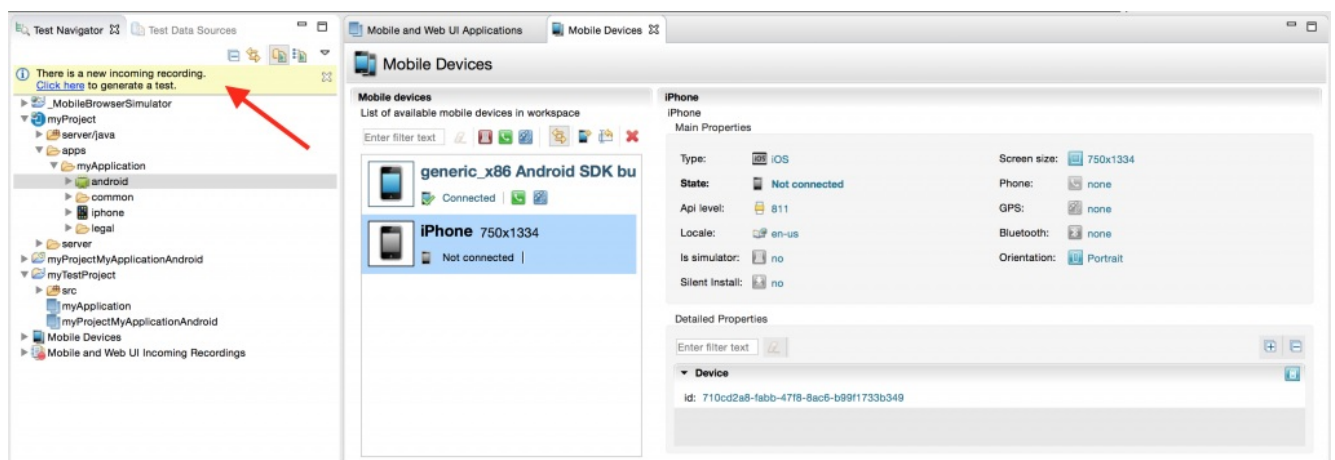 Test Navigator
Test Data Sources
There is a new incoming recording.
Click here to generate a test.
_MobileBrowserSimulator
myProject
server/java
apps
myApplication
android
common
iphone
legal
server
myProjectMyApplicationAndroid
myTestProject
src
myApplication
myProjectMyApplicationAndroid
Mobile Devices
Mobile and Web UI Incoming Recordings
Mobile and Web UI Applications
Mobile Devices
Mobile Devices
Mobile devices
List of available mobile devices in workspace
Enter filter text
generic_x86 Android SDK bu
Connected
iPhone 750x1334
Not connected
iPhone
iPhone
Main Properties
Type: iOS
State: Not connected
Api level: 811
Locale: en-us
Is simulator: no
Silent Install: no
Screen size: 750x1334
Phone: none
GPS: none
Bluetooth: none
Orientation: Portrait
Detailed Properties
Enter filter text
Device
id: 710cd2a8-fabb-47f8-8ac6-b99f1733b349